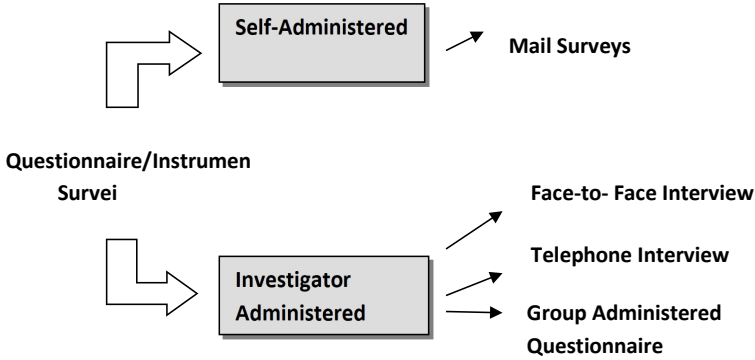 Self-Administered
Mail Surveys
Questionnaire/Instrumen
Survei
Face-to- Face Interview
Telephone Interview
Investigator
Administered
Group Administered
Questionnaire